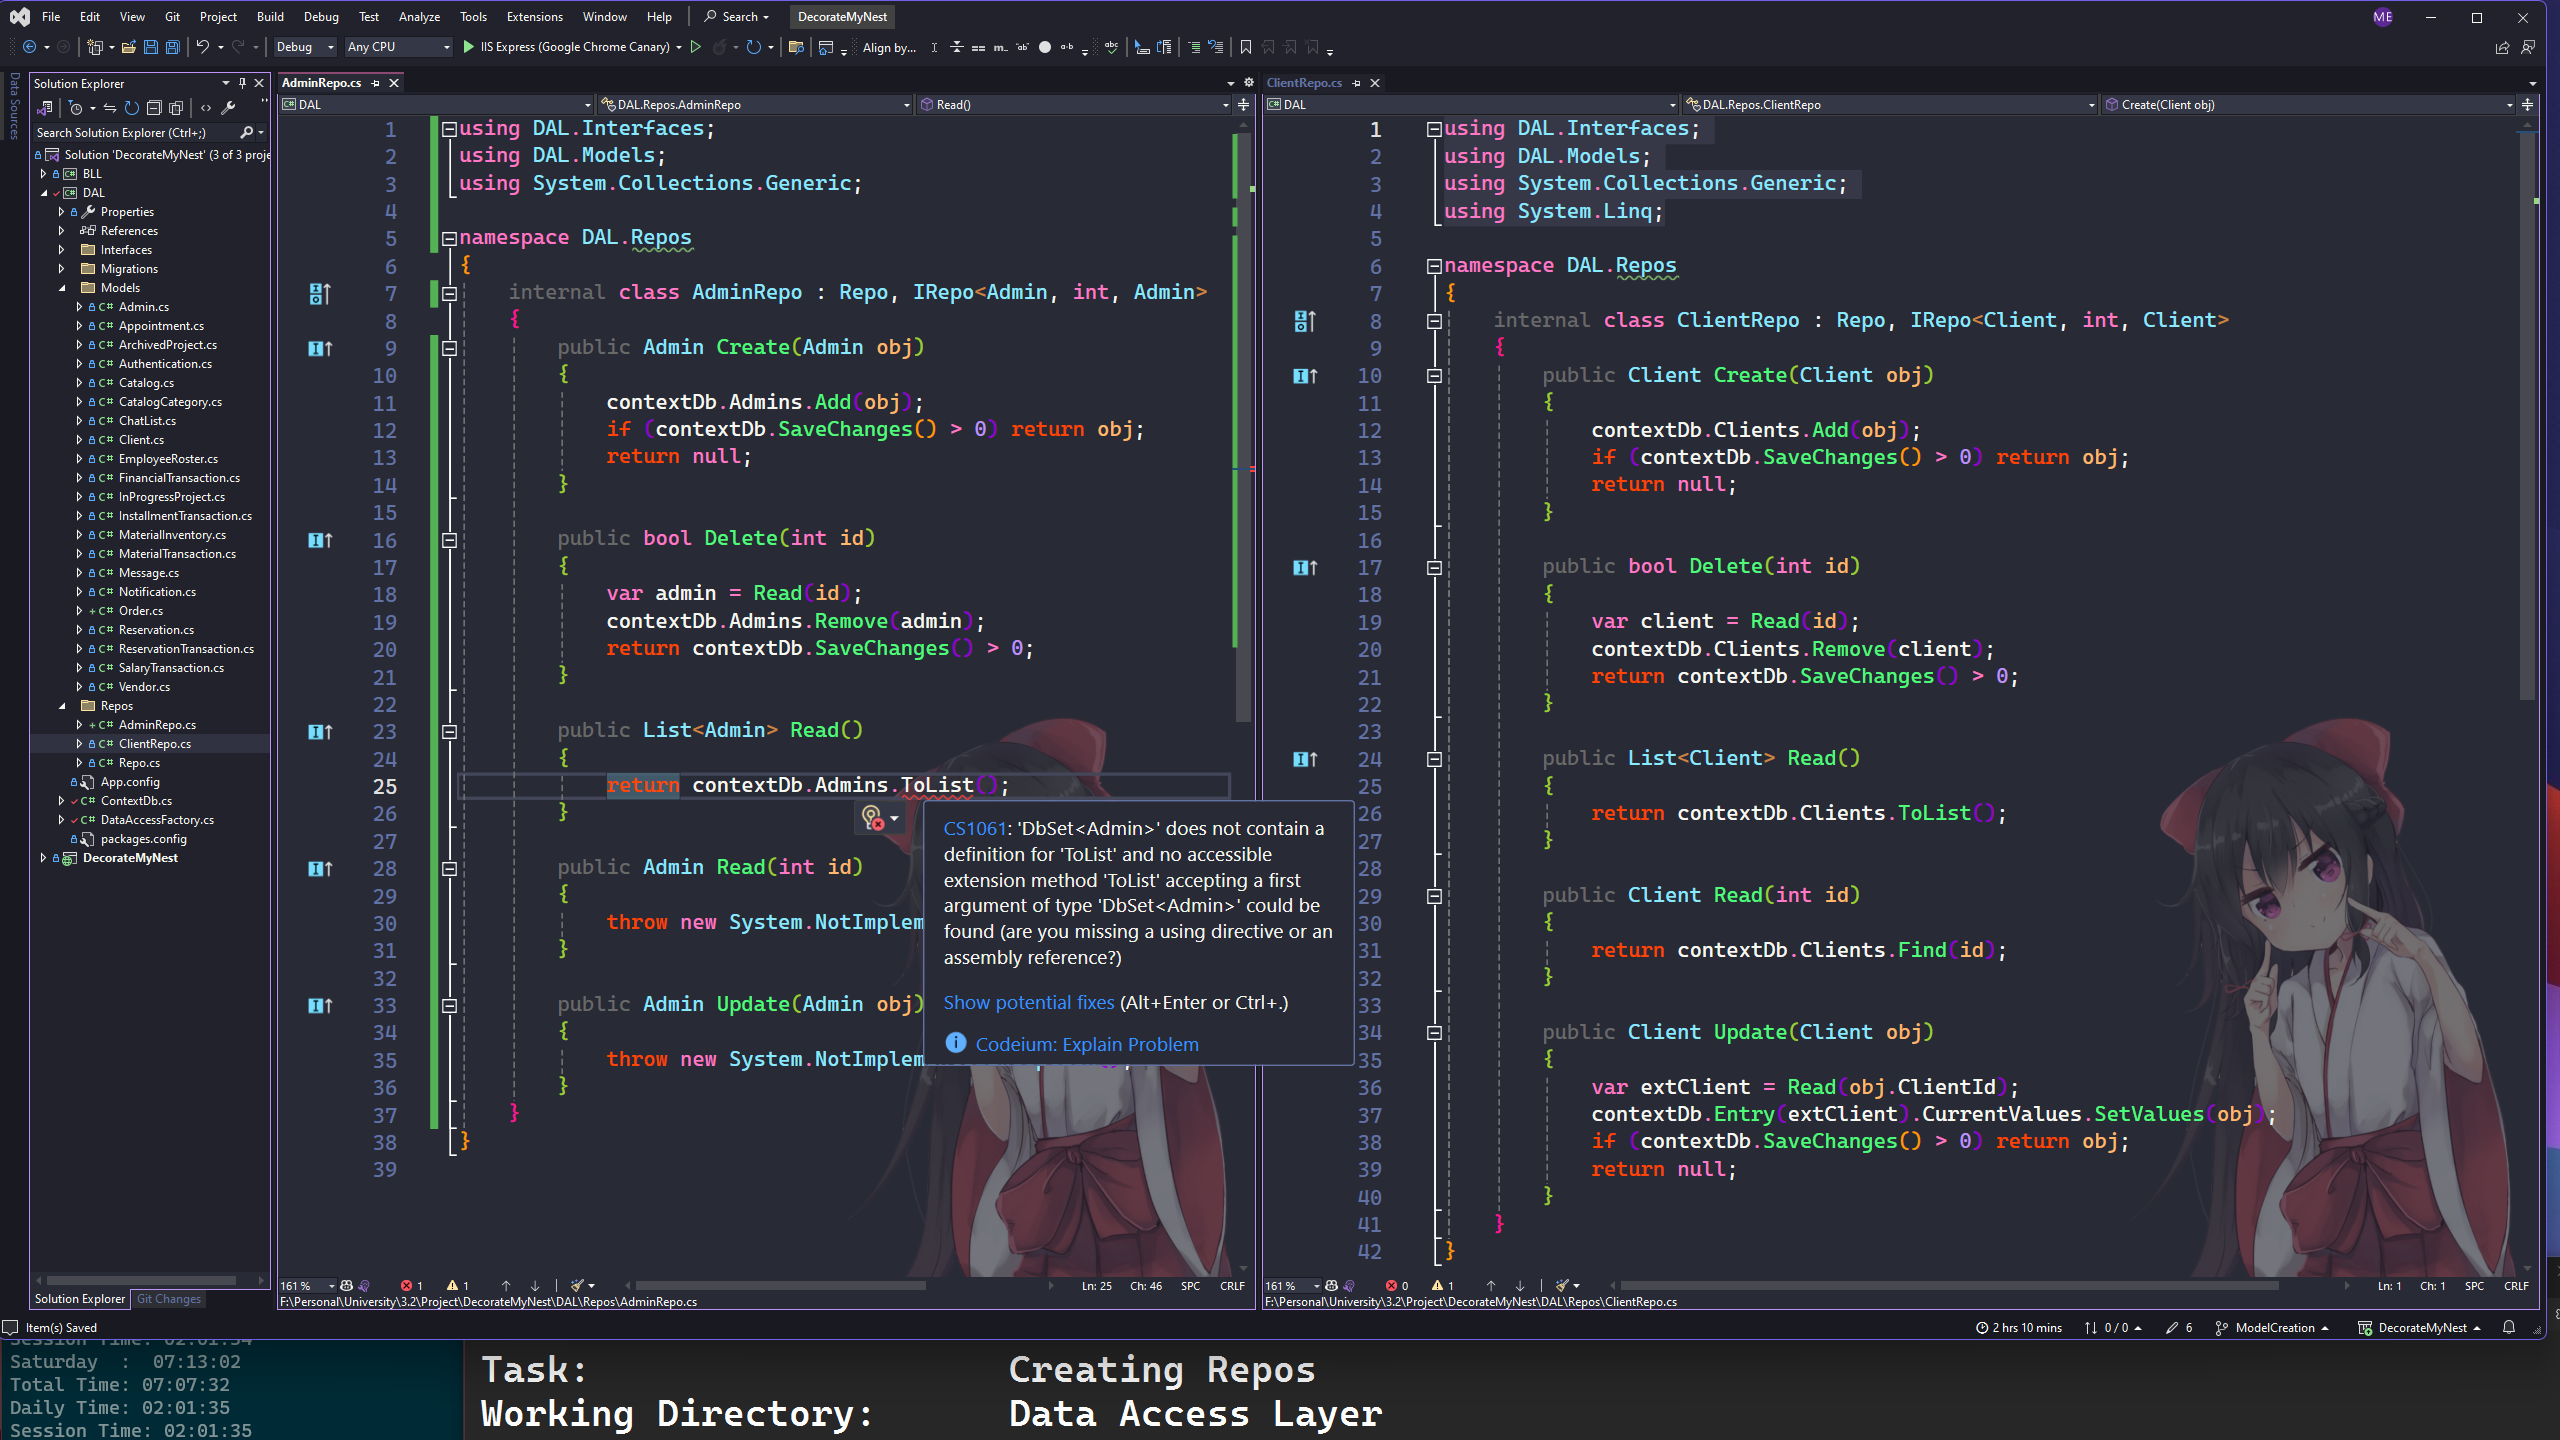 File Edit View Git Project Build Debug Test Analyze Tools Extensions Window Help Search DecorateMyNest ME
Debug Any CPU IIS Express (Google Chrome Canary) Align by...
Data Sources
Solution Explorer
Search Solution Explorer (Ctrl+;)
Solution 'DecorateMyNest' (3 of 3 proje
BLL
DAL
Properties
References
Interfaces
Migrations
Models
C# Admin.cs
C# Appointment.cs
C# ArchivedProject.cs
C# Authentication.cs
C# Catalog.cs
C# CatalogCategory.cs
C# ChatList.cs
C# Client.cs
C# EmployeeRoster.cs
C# FinancialTransaction.cs
C# InProgressProject.cs
C# InstallmentTransaction.cs
C# MaterialInventory.cs
C# MaterialTransaction.cs
C# Message.cs
C# Notification.cs
C# Order.cs
C# Reservation.cs
C# ReservationTransaction.cs
C# SalaryTransaction.cs
C# Vendor.cs
Repos
C# AdminRepo.cs
C# ClientRepo.cs
C# Repo.cs
App.config
C# ContextDb.cs
C# DataAccessFactory.cs
packages.config
DecorateMyNest
Solution Explorer Git Changes
AdminRepo.cs
DAL DAL.Repos.AdminRepo Read()
1 using DAL.Interfaces;
2 using DAL.Models;
3 using System.Collections.Generic;
4
5 namespace DAL.Repos
6 {
7 internal class AdminRepo : Repo, IRepo<Admin, int, Admin>
8 {
9 public Admin Create(Admin obj)
10 {
11 contextDb.Admins.Add(obj);
12 if (contextDb.SaveChanges() > 0) return obj;
13 return null;
14 }
15
16 public bool Delete(int id)
17 {
18 var admin = Read(id);
19 contextDb.Admins.Remove(admin);
20 return contextDb.SaveChanges() > 0;
21 }
22
23 public List<Admin> Read()
24 {
25 return contextDb.Admins.ToList();
26 }
27
28 public Admin Read(int id)
29 {
30 throw new System.NotImplem
31 }
32
33 public Admin Update(Admin obj)
34 {
35 throw new System.NotImplem
36 }
37 }
38 }
39
CS1061: 'DbSet<Admin>' does not contain a
definition for 'ToList' and no accessible
extension method 'ToList' accepting a first
argument of type 'DbSet<Admin>' could be
found (are you missing a using directive or an
assembly reference?)
Show potential fixes (Alt+Enter or Ctrl+.)
Codeium: Explain Problem
161 % 1 1 Ln: 25 Ch: 46 SPC CRLF
F:\Personal\University\3.2\Project\DecorateMyNest\DAL\Repos\AdminRepo.cs
ClientRepo.cs
DAL DAL.Repos.ClientRepo Create(Client obj)
1 using DAL.Interfaces;
2 using DAL.Models;
3 using System.Collections.Generic;
4 using System.Linq;
5
6 namespace DAL.Repos
7 {
8 internal class ClientRepo : Repo, IRepo<Client, int, Client>
9 {
10 public Client Create(Client obj)
11 {
12 contextDb.Clients.Add(obj);
13 if (contextDb.SaveChanges() > 0) return obj;
14 return null;
15 }
16
17 public bool Delete(int id)
18 {
19 var client = Read(id);
20 contextDb.Clients.Remove(client);
21 return contextDb.SaveChanges() > 0;
22 }
23
24 public List<Client> Read()
25 {
26 return contextDb.Clients.ToList();
27 }
28
29 public Client Read(int id)
30 {
31 return contextDb.Clients.Find(id);
32 }
33
34 public Client Update(Client obj)
35 {
36 var extClient = Read(obj.ClientId);
37 contextDb.Entry(extClient).CurrentValues.SetValues(obj);
38 if (contextDb.SaveChanges() > 0) return obj;
39 return null;
40 }
41 }
42 }
161 % 0 1 Ln: 1 Ch: 1 SPC CRLF
F:\Personal\University\3.2\Project\DecorateMyNest\DAL\Repos\ClientRepo.cs
Item(s) Saved 2 hrs 10 mins 0 / 0 6 ModelCreation DecorateMyNest
Session Time: 02:01:34
Saturday : 07:13:02
Total Time: 07:07:32
Daily Time: 02:01:35
Session Time: 02:01:35
Task: Creating Repos
Working Directory: Data Access Layer